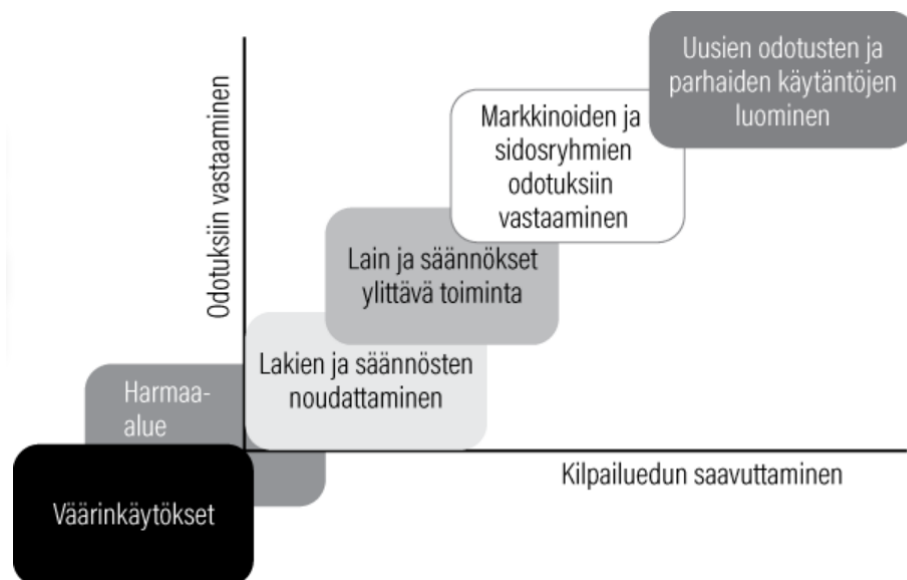 Uusien odotusten ja
parhaiden käytäntöjen
luominen
Markkinoiden ja
sidosryhmien
odotuksiin
vastaaminen
Lain ja säännökset
ylittävä toiminta
Lakien ja säännösten
noudattaminen
Harmaa-
alue
Väärinkäytökset
Odotuksiin vastaaminen
Kilpailuedun saavuttaminen